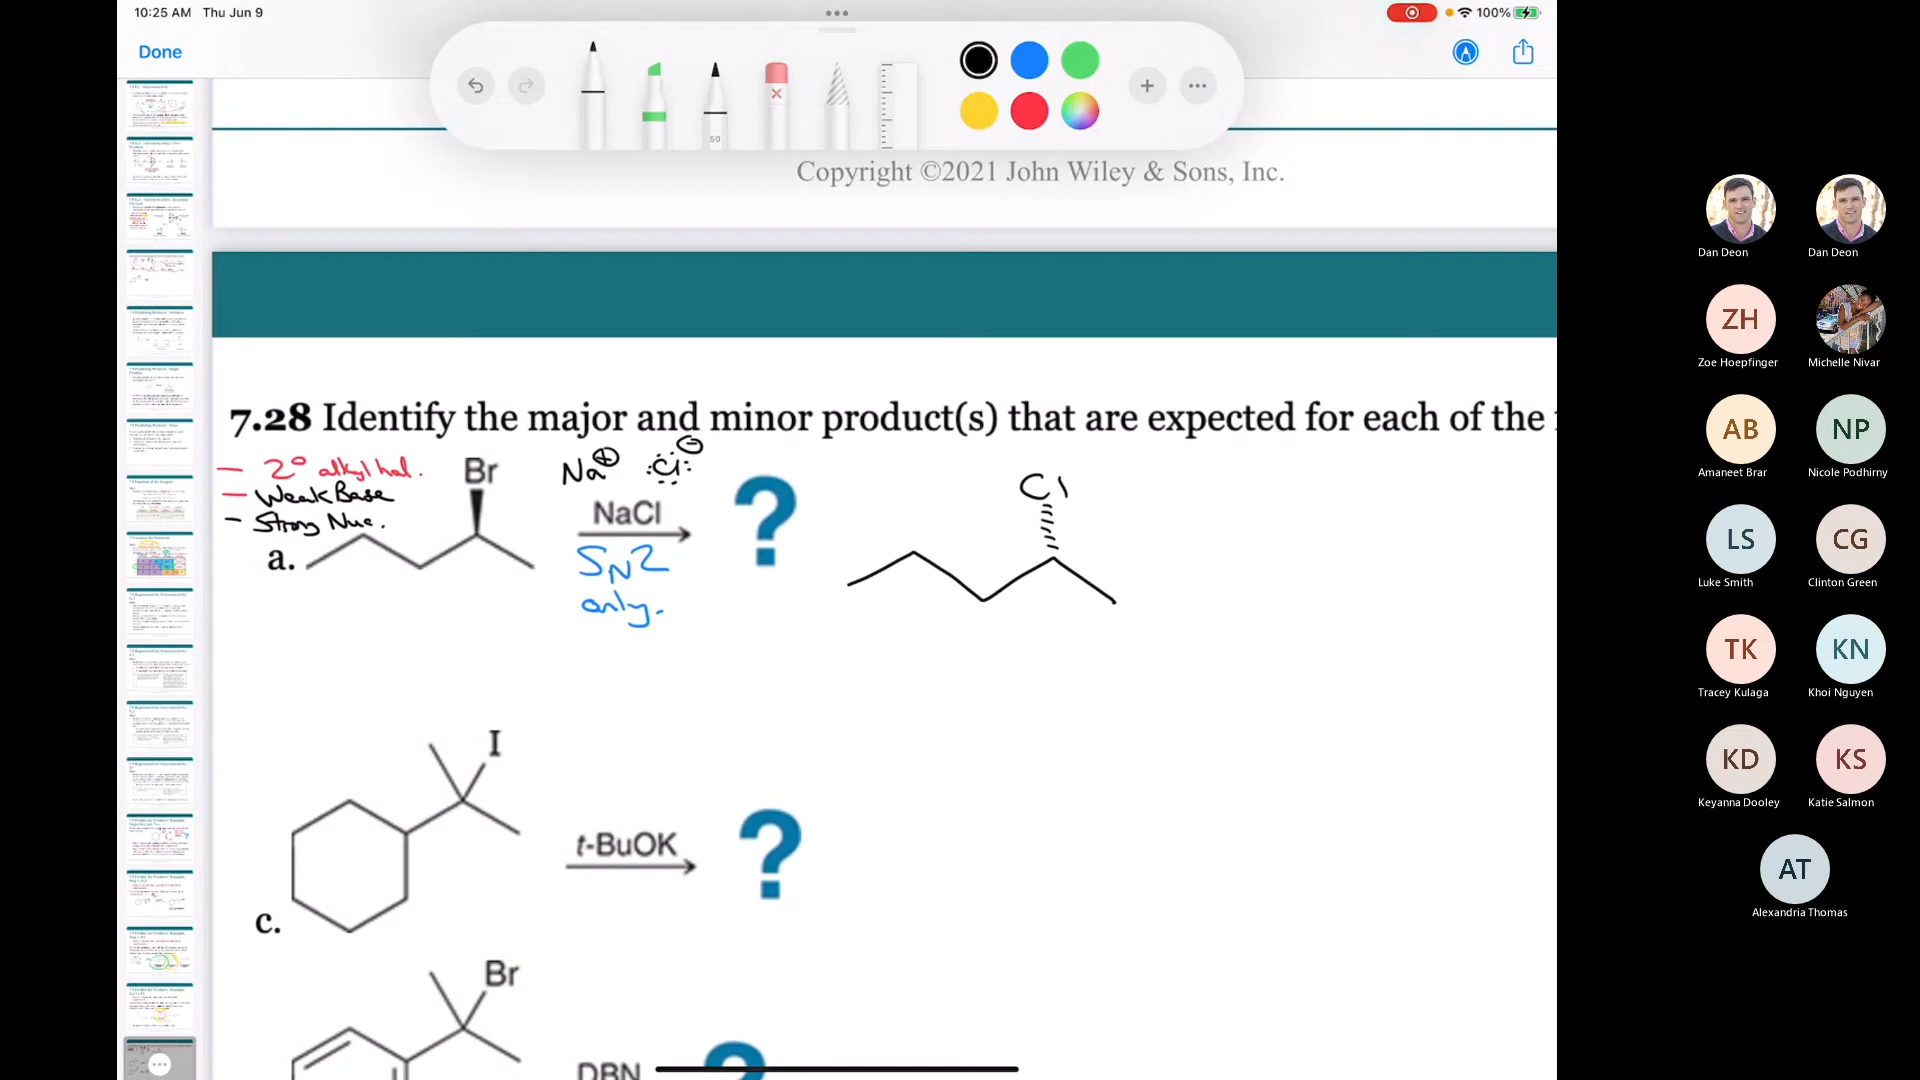 10:25 AM Thu Jun 9
100%
Done
50
Copyright ©2021 John Wiley & Sons, Inc.
7.28 Identify the major and minor product(s) that are expected for each of the
– 2° alkyl hal.
– Weak Base
– Strong Nuc.
Br
Na⊕ :Cl:⊖
NaCl
?
SN2
only.
a.
Cl
I
t-BuOK
?
c.
Br
DBN
?
Dan Deon
Dan Deon
ZH
Zoe Hoepfinger
Michelle Nivar
AB
Amaneet Brar
NP
Nicole Podhirny
LS
Luke Smith
CG
Clinton Green
TK
Tracey Kulaga
KN
Khoi Nguyen
KD
Keyanna Dooley
KS
Katie Salmon
AT
Alexandria Thomas